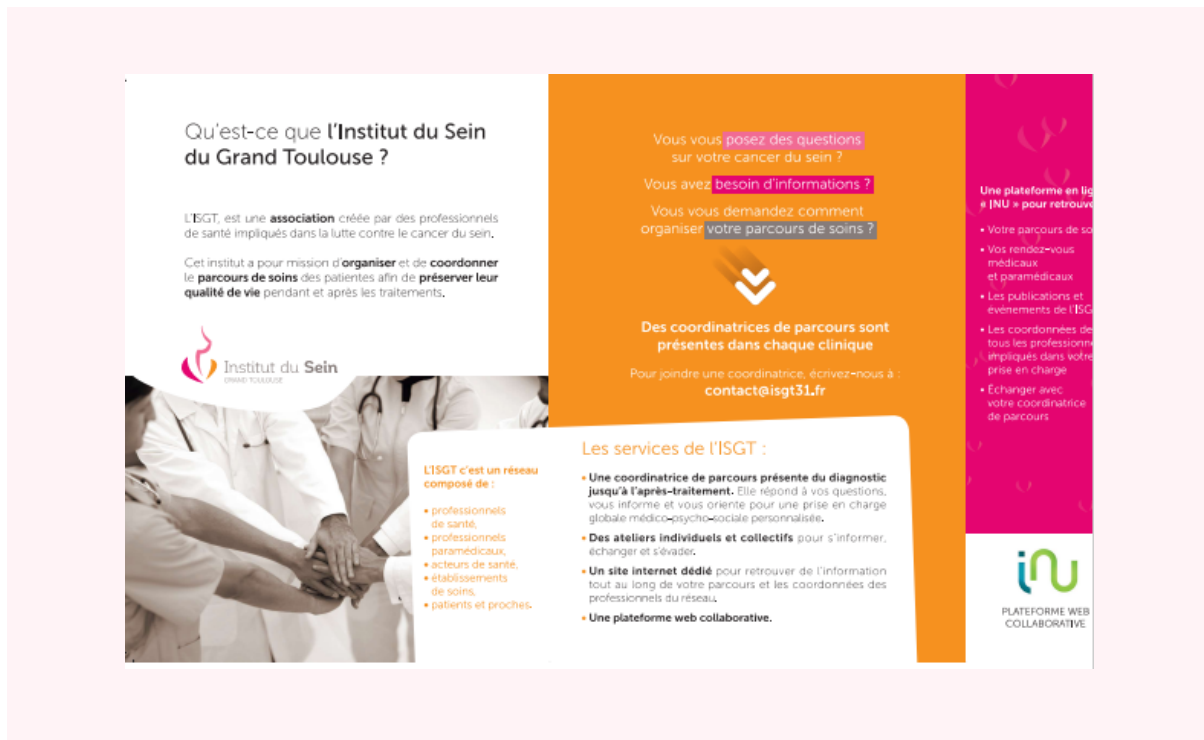 Qu'est-ce que l'Institut du Sein
du Grand Toulouse ?
L'ISGT, est une association créée par des professionnels
de santé impliqués dans la lutte contre le cancer du sein.
Cet institut a pour mission d'organiser et de coordonner
le parcours de soins des patientes afin de préserver leur
qualité de vie pendant et après les traitements.
Institut du Sein
GRAND TOULOUSE
L'ISGT c'est un réseau
composé de :
• professionnels
de santé,
• professionnels
paramédicaux,
• acteurs de santé,
• établissements
de soins,
• patients et proches.
Vous vous posez des questions
sur votre cancer du sein ?
Vous avez besoin d'informations ?
Vous vous demandez comment
organiser votre parcours de soins ?
Des coordinatrices de parcours sont
présentes dans chaque clinique
Pour joindre une coordinatrice, écrivez-nous à :
contact@isgt31.fr
Les services de l'ISGT :
• Une coordinatrice de parcours présente du diagnostic
jusqu'à l'après-traitement. Elle répond à vos questions,
vous informe et vous oriente pour une prise en charge
globale médico-psycho-sociale personnalisée.
• Des ateliers individuels et collectifs pour s'informer,
échanger et s'évader.
• Un site internet dédié pour retrouver de l'information
tout au long de votre parcours et les coordonnées des
professionnels du réseau.
• Une plateforme web collaborative.
Une plateforme en lig
« INU » pour retrouve
• Votre parcours de so
• Vos rendez-vous
médicaux
et paramédicaux
• Les publications et
événements de l'ISG
• Les coordonnées de
tous les professionne
impliqués dans votre
prise en charge
• Échanger avec
votre coordinatrice
de parcours
inu
PLATEFORME WEB
COLLABORATIVE